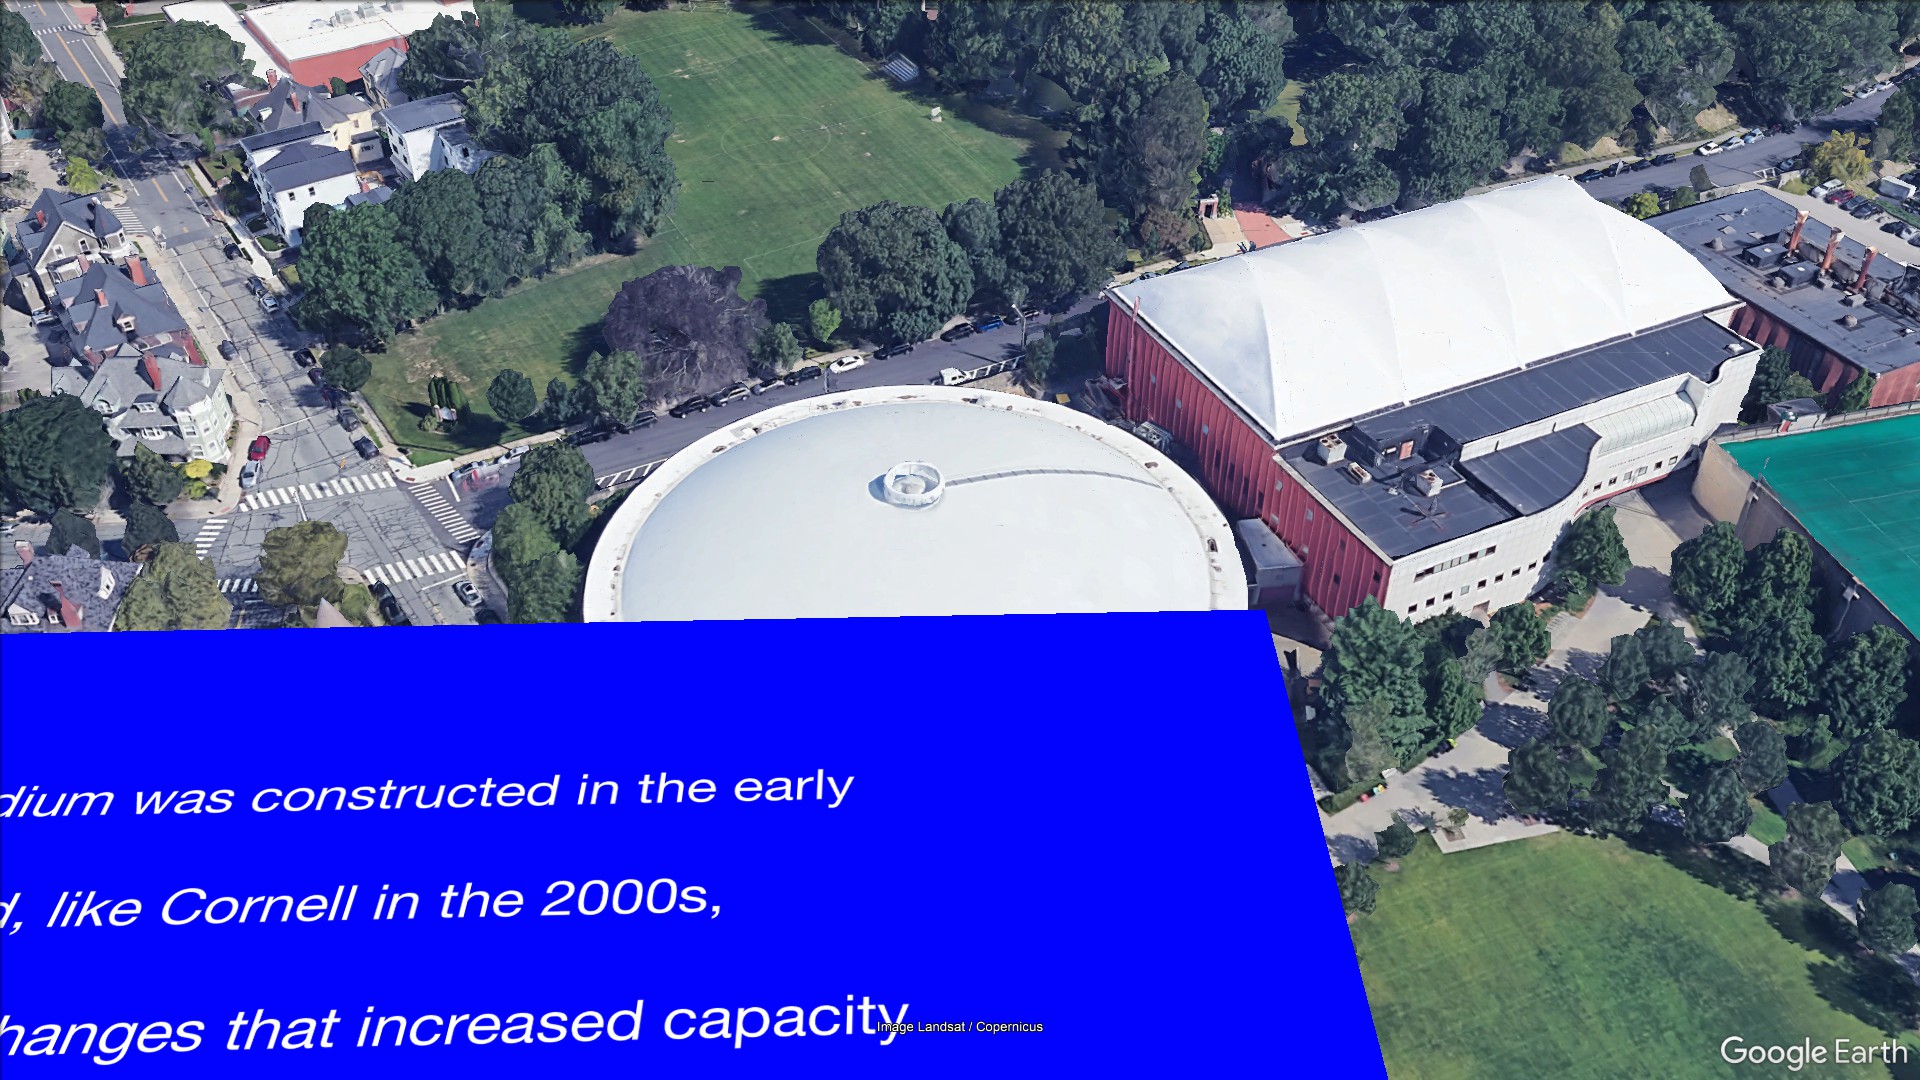 dium was constructed in the early
d, like Cornell in the 2000s,
hanges that increased capacity
Image Landsat / Copernicus
Google Earth